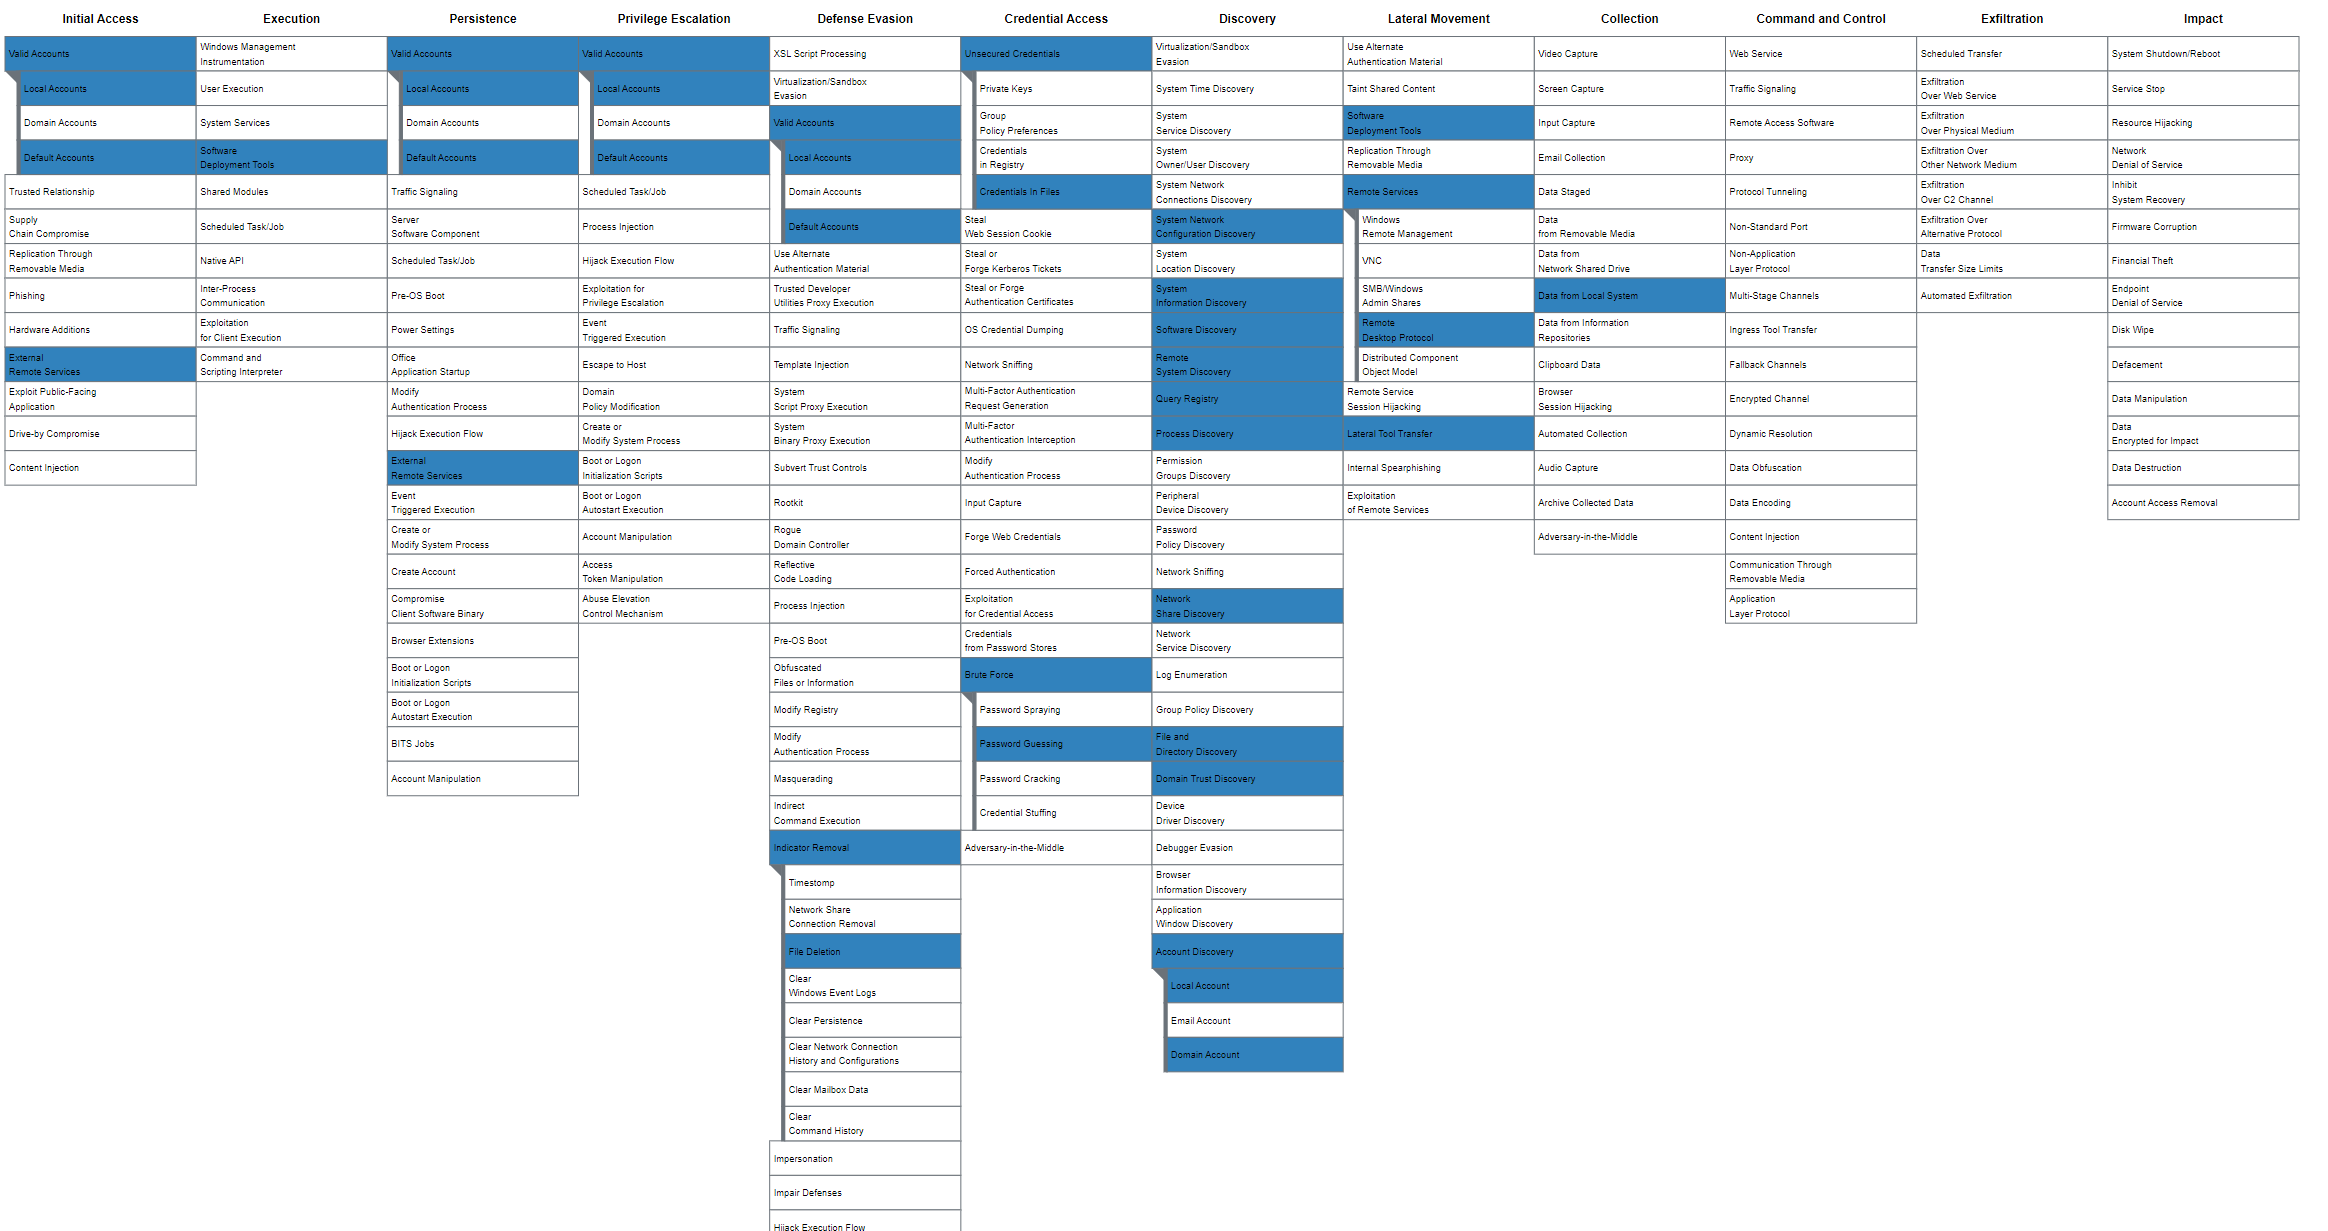 Initial Access
Valid Accounts
Local Accounts
Domain Accounts
Default Accounts
Trusted Relationship
Supply
Chain Compromise
Replication Through
Removable Media
Phishing
Hardware Additions
External
Remote Services
Exploit Public-Facing
Application
Drive-by Compromise
Content Injection
Execution
Windows Management
Instrumentation
User Execution
System Services
Software
Deployment Tools
Shared Modules
Scheduled Task/Job
Native API
Inter-Process
Communication
Exploitation
for Client Execution
Command and
Scripting Interpreter
Persistence
Valid Accounts
Local Accounts
Domain Accounts
Default Accounts
Traffic Signaling
Server
Software Component
Scheduled Task/Job
Pre-OS Boot
Power Settings
Office
Application Startup
Modify
Authentication Process
Hijack Execution Flow
External
Remote Services
Event
Triggered Execution
Create or
Modify System Process
Create Account
Compromise
Client Software Binary
Browser Extensions
Boot or Logon
Initialization Scripts
Boot or Logon
Autostart Execution
BITS Jobs
Account Manipulation
Privilege Escalation
Valid Accounts
Local Accounts
Domain Accounts
Default Accounts
Scheduled Task/Job
Process Injection
Hijack Execution Flow
Exploitation for
Privilege Escalation
Event
Triggered Execution
Escape to Host
Domain
Policy Modification
Create or
Modify System Process
Boot or Logon
Initialization Scripts
Boot or Logon
Autostart Execution
Account Manipulation
Access
Token Manipulation
Abuse Elevation
Control Mechanism
Defense Evasion
XSL Script Processing
Virtualization/Sandbox
Evasion
Valid Accounts
Local Accounts
Domain Accounts
Default Accounts
Use Alternate
Authentication Material
Trusted Developer
Utilities Proxy Execution
Traffic Signaling
Template Injection
System
Script Proxy Execution
System
Binary Proxy Execution
Subvert Trust Controls
Rootkit
Rogue
Domain Controller
Reflective
Code Loading
Process Injection
Pre-OS Boot
Obfuscated
Files or Information
Modify Registry
Modify
Authentication Process
Masquerading
Indirect
Command Execution
Indicator Removal
Timestomp
Network Share
Connection Removal
File Deletion
Clear
Windows Event Logs
Clear Persistence
Clear Network Connection
History and Configurations
Clear Mailbox Data
Clear
Command History
Impersonation
Impair Defenses
Hijack Execution Flow
Credential Access
Unsecured Credentials
Private Keys
Group
Policy Preferences
Credentials
in Registry
Credentials In Files
Steal
Web Session Cookie
Steal or
Forge Kerberos Tickets
Steal or Forge
Authentication Certificates
OS Credential Dumping
Network Sniffing
Multi-Factor Authentication
Request Generation
Multi-Factor
Authentication Interception
Modify
Authentication Process
Input Capture
Forge Web Credentials
Forced Authentication
Exploitation
for Credential Access
Credentials
from Password Stores
Brute Force
Password Spraying
Password Guessing
Password Cracking
Credential Stuffing
Adversary-in-the-Middle
Discovery
Virtualization/Sandbox
Evasion
System Time Discovery
System
Service Discovery
System
Owner/User Discovery
System Network
Connections Discovery
System Network
Configuration Discovery
System
Location Discovery
System
Information Discovery
Software Discovery
Remote
System Discovery
Query Registry
Process Discovery
Permission
Groups Discovery
Peripheral
Device Discovery
Password
Policy Discovery
Network Sniffing
Network
Share Discovery
Network
Service Discovery
Log Enumeration
Group Policy Discovery
File and
Directory Discovery
Domain Trust Discovery
Device
Driver Discovery
Debugger Evasion
Browser
Information Discovery
Application
Window Discovery
Account Discovery
Local Account
Email Account
Domain Account
Lateral Movement
Use Alternate
Authentication Material
Taint Shared Content
Software
Deployment Tools
Replication Through
Removable Media
Remote Services
Windows
Remote Management
VNC
SMB/Windows
Admin Shares
Remote
Desktop Protocol
Distributed Component
Object Model
Remote Service
Session Hijacking
Lateral Tool Transfer
Internal Spearphishing
Exploitation
of Remote Services
Collection
Video Capture
Screen Capture
Input Capture
Email Collection
Data Staged
Data
from Removable Media
Data from
Network Shared Drive
Data from Local System
Data from Information
Repositories
Clipboard Data
Browser
Session Hijacking
Automated Collection
Audio Capture
Archive Collected Data
Adversary-in-the-Middle
Command and Control
Web Service
Traffic Signaling
Remote Access Software
Proxy
Protocol Tunneling
Non-Standard Port
Non-Application
Layer Protocol
Multi-Stage Channels
Ingress Tool Transfer
Fallback Channels
Encrypted Channel
Dynamic Resolution
Data Obfuscation
Data Encoding
Content Injection
Communication Through
Removable Media
Application
Layer Protocol
Exfiltration
Scheduled Transfer
Exfiltration
Over Web Service
Exfiltration
Over Physical Medium
Exfiltration Over
Other Network Medium
Exfiltration
Over C2 Channel
Exfiltration Over
Alternative Protocol
Data
Transfer Size Limits
Automated Exfiltration
Impact
System Shutdown/Reboot
Service Stop
Resource Hijacking
Network
Denial of Service
Inhibit
System Recovery
Firmware Corruption
Financial Theft
Endpoint
Denial of Service
Disk Wipe
Defacement
Data Manipulation
Data
Encrypted for Impact
Data Destruction
Account Access Removal